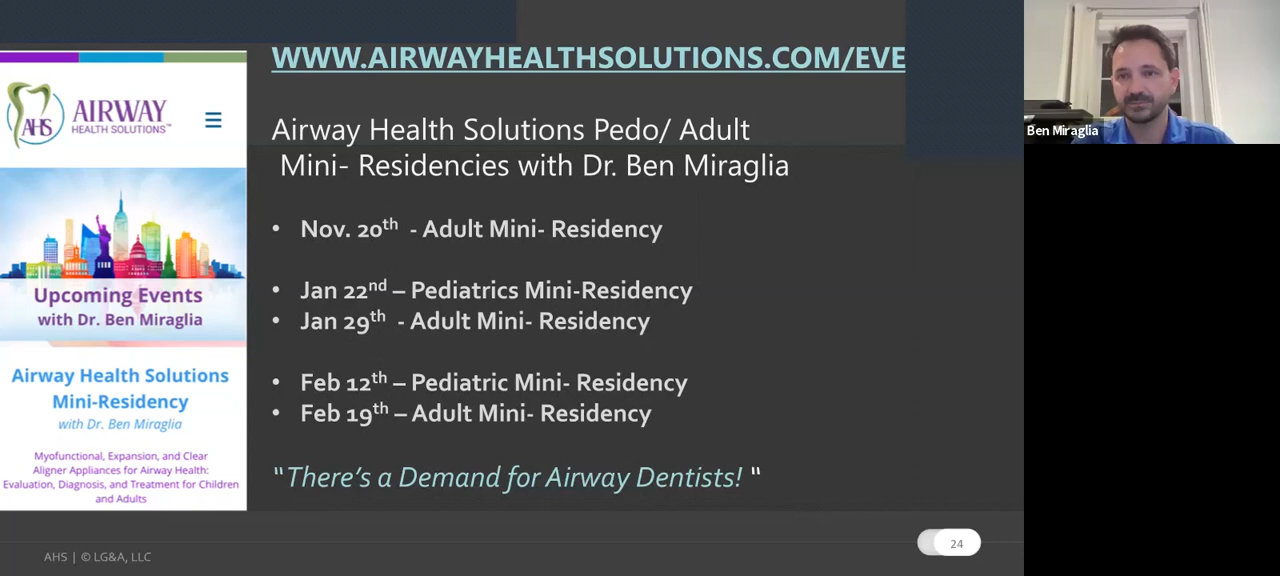 WWW.AIRWAYHEALTHSOLUTIONS.COM/EVE
AHS
AIRWAY
HEALTH SOLUTIONS™
Upcoming Events
with Dr. Ben Miraglia
Airway Health Solutions
Mini-Residency
with Dr. Ben Miraglia
Myofunctional, Expansion, and Clear
Aligner Appliances for Airway Health:
Evaluation, Diagnosis, and Treatment for Children
and Adults
Airway Health Solutions Pedo/ Adult
Mini- Residencies with Dr. Ben Miraglia
• Nov. 20th - Adult Mini- Residency
• Jan 22nd – Pediatrics Mini-Residency
• Jan 29th - Adult Mini- Residency
• Feb 12th – Pediatric Mini- Residency
• Feb 19th – Adult Mini- Residency
“There’s a Demand for Airway Dentists! “
AHS | © LG&A, LLC
24
Ben Miraglia